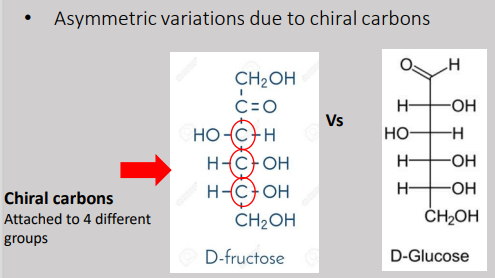 • Asymmetric variations due to chiral carbons
CH₂OH
C=O
HO-C-H
H-C-OH
H-C-OH
CH₂OH
D-fructose
Chiral carbons
Attached to 4 different
groups
Vs
O H
H OH
HO H
H OH
H OH
CH₂OH
D-Glucose